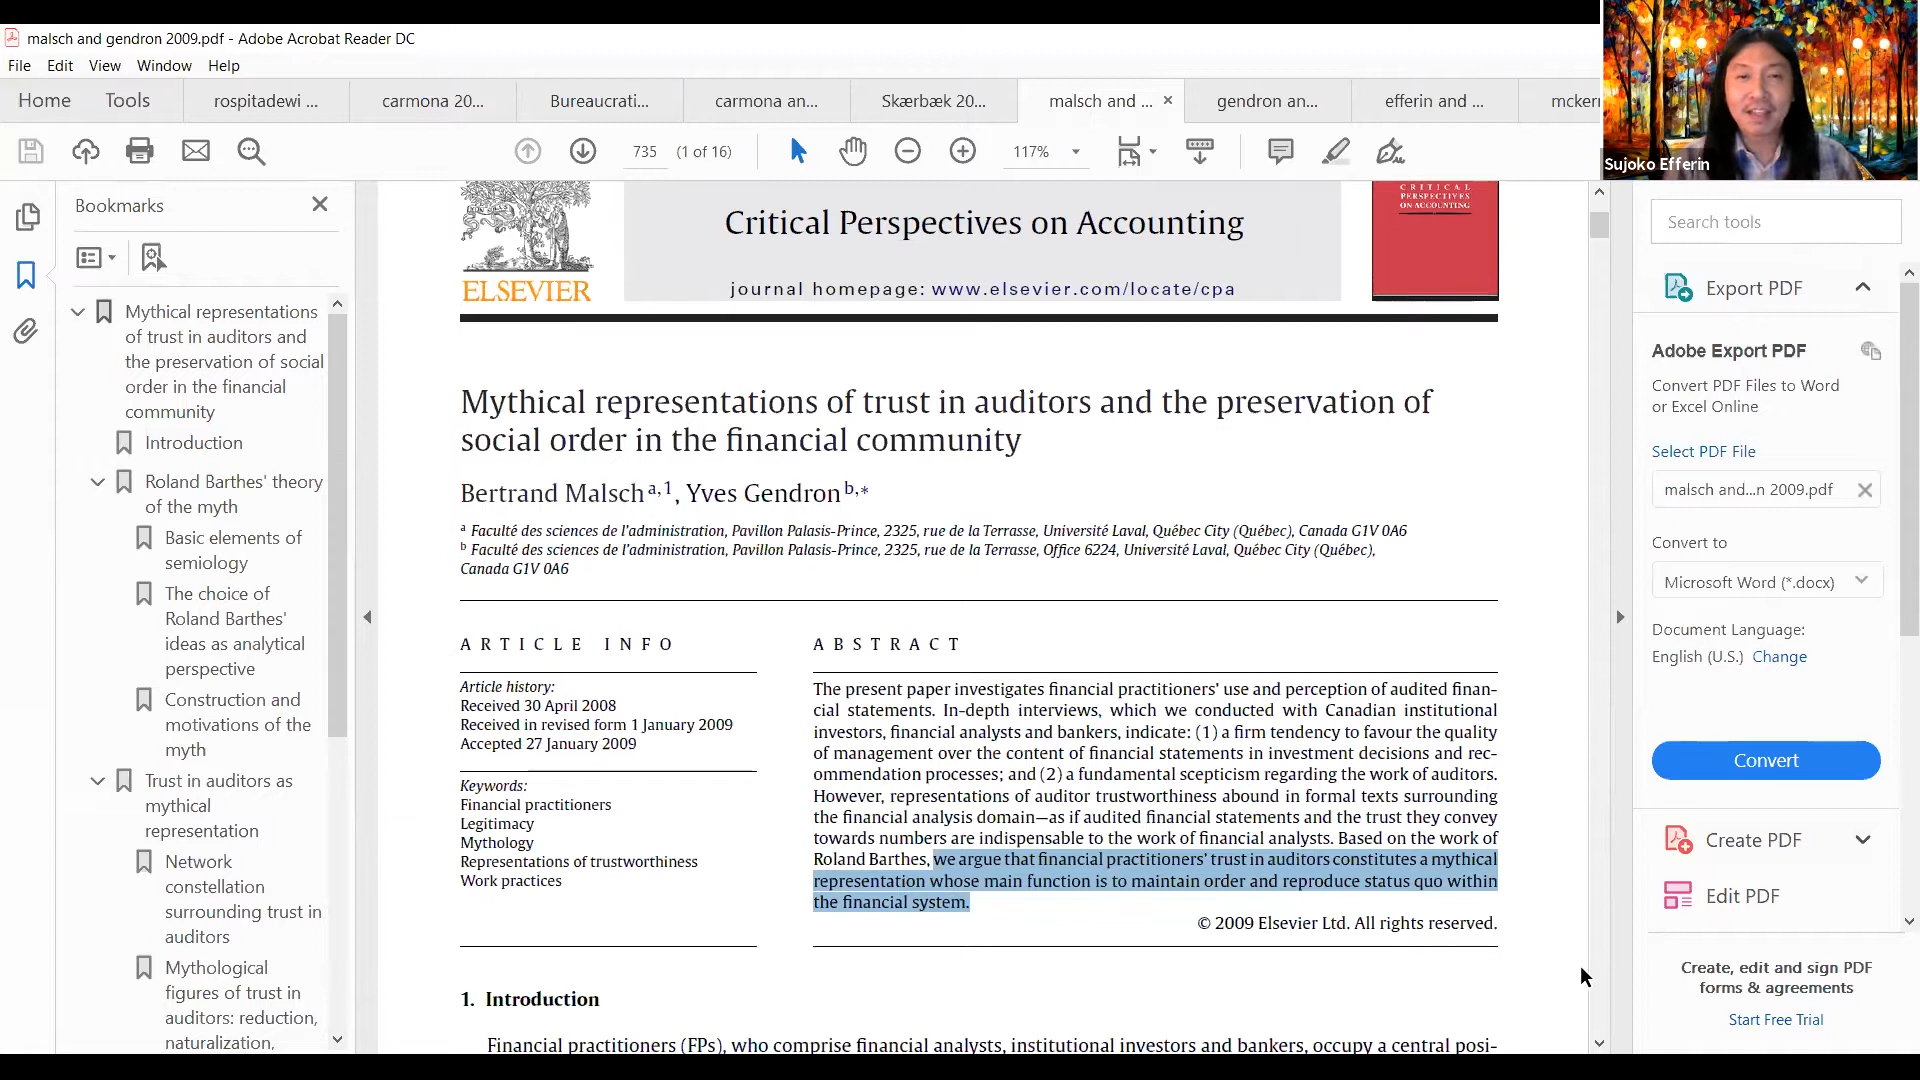 malsch and gendron 2009.pdf - Adobe Acrobat Reader DC
File Edit View Window Help
Home Tools rospitadewi ... carmona 20... Bureaucrati... carmona an... Skærbæk 20... malsch and ... × gendron an... efferin and ... mckern
735 (1 of 16) 117%
Sujoko Efferin
Bookmarks
Mythical representations
of trust in auditors and
the preservation of social
order in the financial
community
Introduction
Roland Barthes' theory
of the myth
Basic elements of
semiology
The choice of
Roland Barthes'
ideas as analytical
perspective
Construction and
motivations of the
myth
Trust in auditors as
mythical
representation
Network
constellation
surrounding trust in
auditors
Mythological
figures of trust in
auditors: reduction,
naturalization,
ELSEVIER
Critical Perspectives on Accounting
journal homepage: www.elsevier.com/locate/cpa
CRITICAL
PERSPECTIVES
ON ACCOUNTING
Mythical representations of trust in auditors and the preservation of
social order in the financial community
Bertrand Malsch a,1, Yves Gendron b,*
a Faculté des sciences de l'administration, Pavillon Palasis-Prince, 2325, rue de la Terrasse, Université Laval, Québec City (Québec), Canada G1V 0A6
b Faculté des sciences de l'administration, Pavillon Palasis-Prince, 2325, rue de la Terrasse, Office 6224, Université Laval, Québec City (Québec),
Canada G1V 0A6
ARTICLE INFO
Article history:
Received 30 April 2008
Received in revised form 1 January 2009
Accepted 27 January 2009
Keywords:
Financial practitioners
Legitimacy
Mythology
Representations of trustworthiness
Work practices
ABSTRACT
The present paper investigates financial practitioners' use and perception of audited finan-
cial statements. In-depth interviews, which we conducted with Canadian institutional
investors, financial analysts and bankers, indicate: (1) a firm tendency to favour the quality
of management over the content of financial statements in investment decisions and rec-
ommendation processes; and (2) a fundamental scepticism regarding the work of auditors.
However, representations of auditor trustworthiness abound in formal texts surrounding
the financial analysis domain—as if audited financial statements and the trust they convey
towards numbers are indispensable to the work of financial analysts. Based on the work of
Roland Barthes, we argue that financial practitioners' trust in auditors constitutes a mythical
representation whose main function is to maintain order and reproduce status quo within
the financial system.
© 2009 Elsevier Ltd. All rights reserved.
1. Introduction
Financial practitioners (FPs), who comprise financial analysts, institutional investors and bankers, occupy a central posi-
Search tools
Export PDF
Adobe Export PDF
Convert PDF Files to Word
or Excel Online
Select PDF File
malsch and...n 2009.pdf
Convert to
Microsoft Word (*.docx)
Document Language:
English (U.S.) Change
Convert
Create PDF
Edit PDF
Create, edit and sign PDF
forms & agreements
Start Free Trial